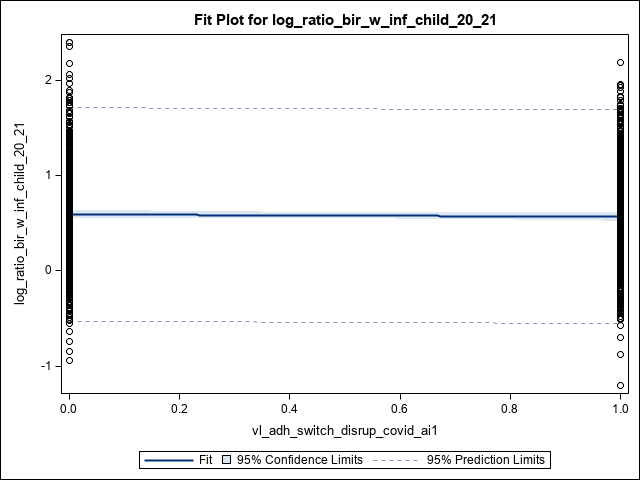 Fit Plot for log_ratio_bir_w_inf_child_20_21
log_ratio_bir_w_inf_child_20_21
2
1
0
-1
0.0 0.2 0.4 0.6 0.8 1.0
vl_adh_switch_disrup_covid_ai1
Fit 95% Confidence Limits 95% Prediction Limits